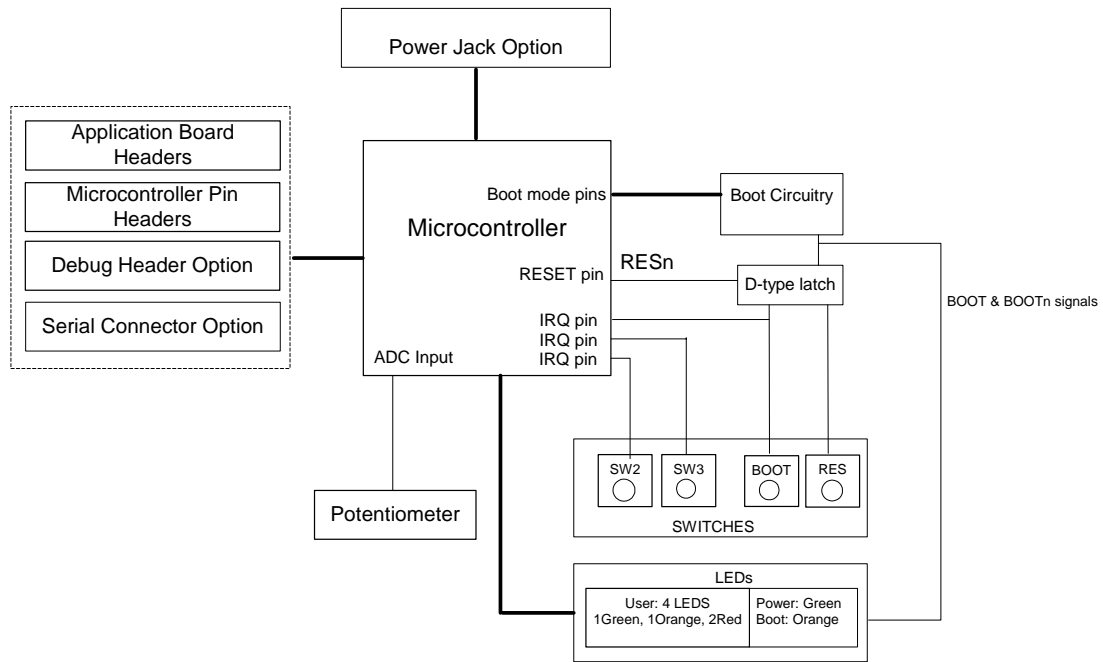 Power Jack Option
Application Board
Headers
Microcontroller Pin
Headers
Debug Header Option
Serial Connector Option
Boot mode pins
Microcontroller
RESET pin
IRQ pin
IRQ pin
IRQ pin
ADC Input
RESn
Boot Circuitry
D-type latch
BOOT & BOOTn signals
SW2
SW3
BOOT
RES
SWITCHES
Potentiometer
LEDs
User: 4 LEDS
1Green, 1Orange, 2Red
Power: Green
Boot: Orange